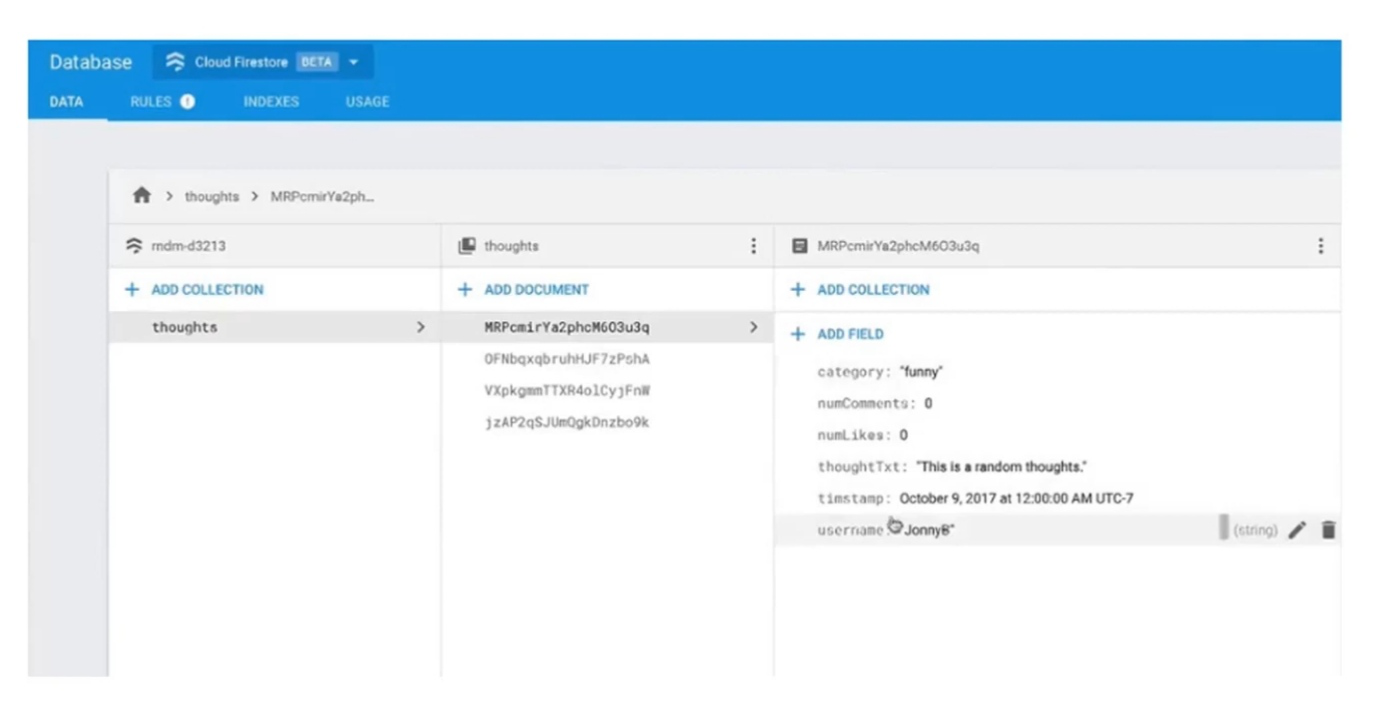 Database Cloud Firestore BETA
DATA RULES INDEXES USAGE
thoughts MRPcmirYa2ph...
mdm-d3213
ADD COLLECTION
thoughts
thoughts
ADD DOCUMENT
MRPcmirYa2phcM6O3u3q
OFNbqxqbruhHJF7zPshA
VXpkgmmTTXR4olCyjFnW
jzAP2qSJUmQgkDnzbo9k
MRPcmirYa2phcM6O3u3q
ADD COLLECTION
ADD FIELD
category: "funny"
numComments: 0
numLikes: 0
thoughtTxt: "This is a random thoughts."
timstamp: October 9, 2017 at 12:00:00 AM UTC-7
username: JonnyB" (string)